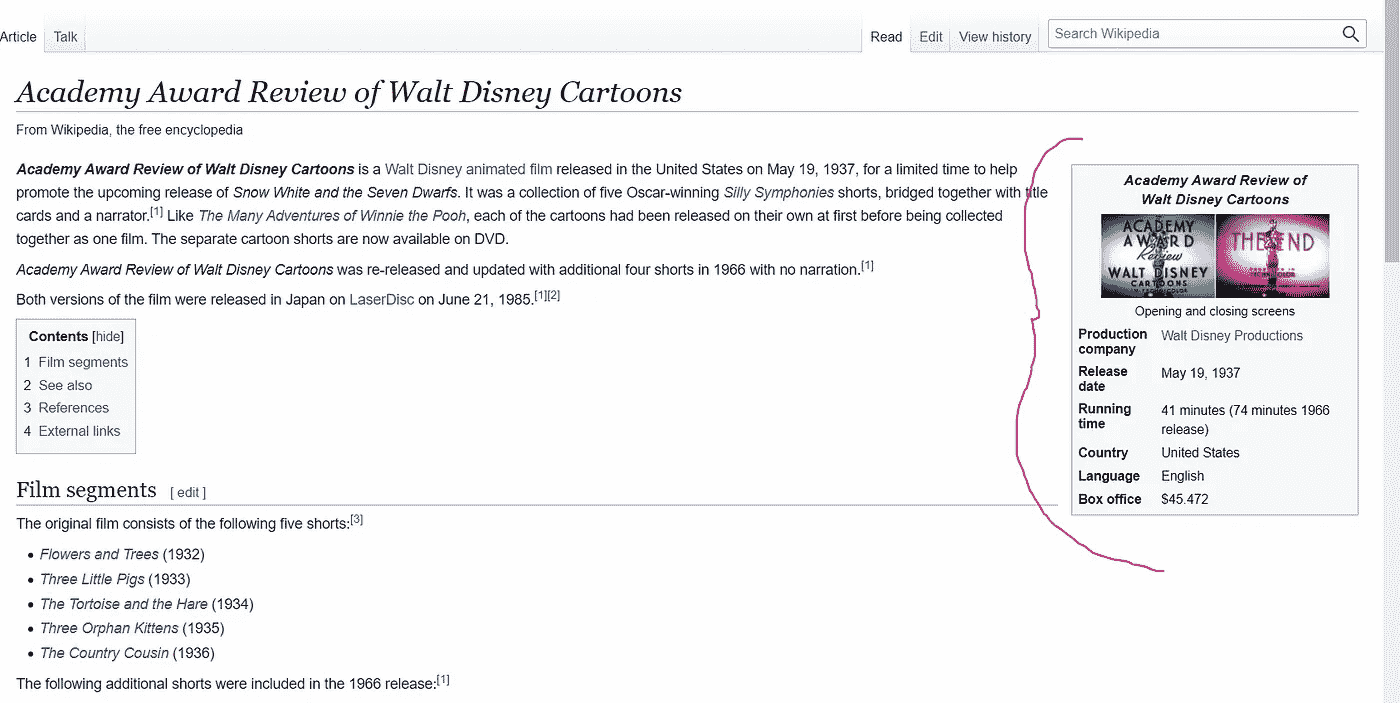 Article Talk Read Edit View history Search Wikipedia
Academy Award Review of Walt Disney Cartoons
From Wikipedia, the free encyclopedia
Academy Award Review of Walt Disney Cartoons is a Walt Disney animated film released in the United States on May 19, 1937, for a limited time to help
promote the upcoming release of Snow White and the Seven Dwarfs. It was a collection of five Oscar-winning Silly Symphonies shorts, bridged together with title
cards and a narrator.[1] Like The Many Adventures of Winnie the Pooh, each of the cartoons had been released on their own at first before being collected
together as one film. The separate cartoon shorts are now available on DVD.
Academy Award Review of Walt Disney Cartoons was re-released and updated with additional four shorts in 1966 with no narration.[1]
Both versions of the film were released in Japan on LaserDisc on June 21, 1985.[1][2]
Contents [hide]
1 Film segments
2 See also
3 References
4 External links
Film segments [ edit ]
The original film consists of the following five shorts:[3]
• Flowers and Trees (1932)
• Three Little Pigs (1933)
• The Tortoise and the Hare (1934)
• Three Orphan Kittens (1935)
• The Country Cousin (1936)
The following additional shorts were included in the 1966 release:[1]
Academy Award Review of
Walt Disney Cartoons
ACADEMY
AWARD
Review
of
WALT DISNEY
CARTOONS
IN TECHNICOLOR
THE END
Opening and closing screens
Production
company
Walt Disney Productions
Release
date
May 19, 1937
Running
time
41 minutes (74 minutes 1966
release)
Country United States
Language English
Box office $45.472